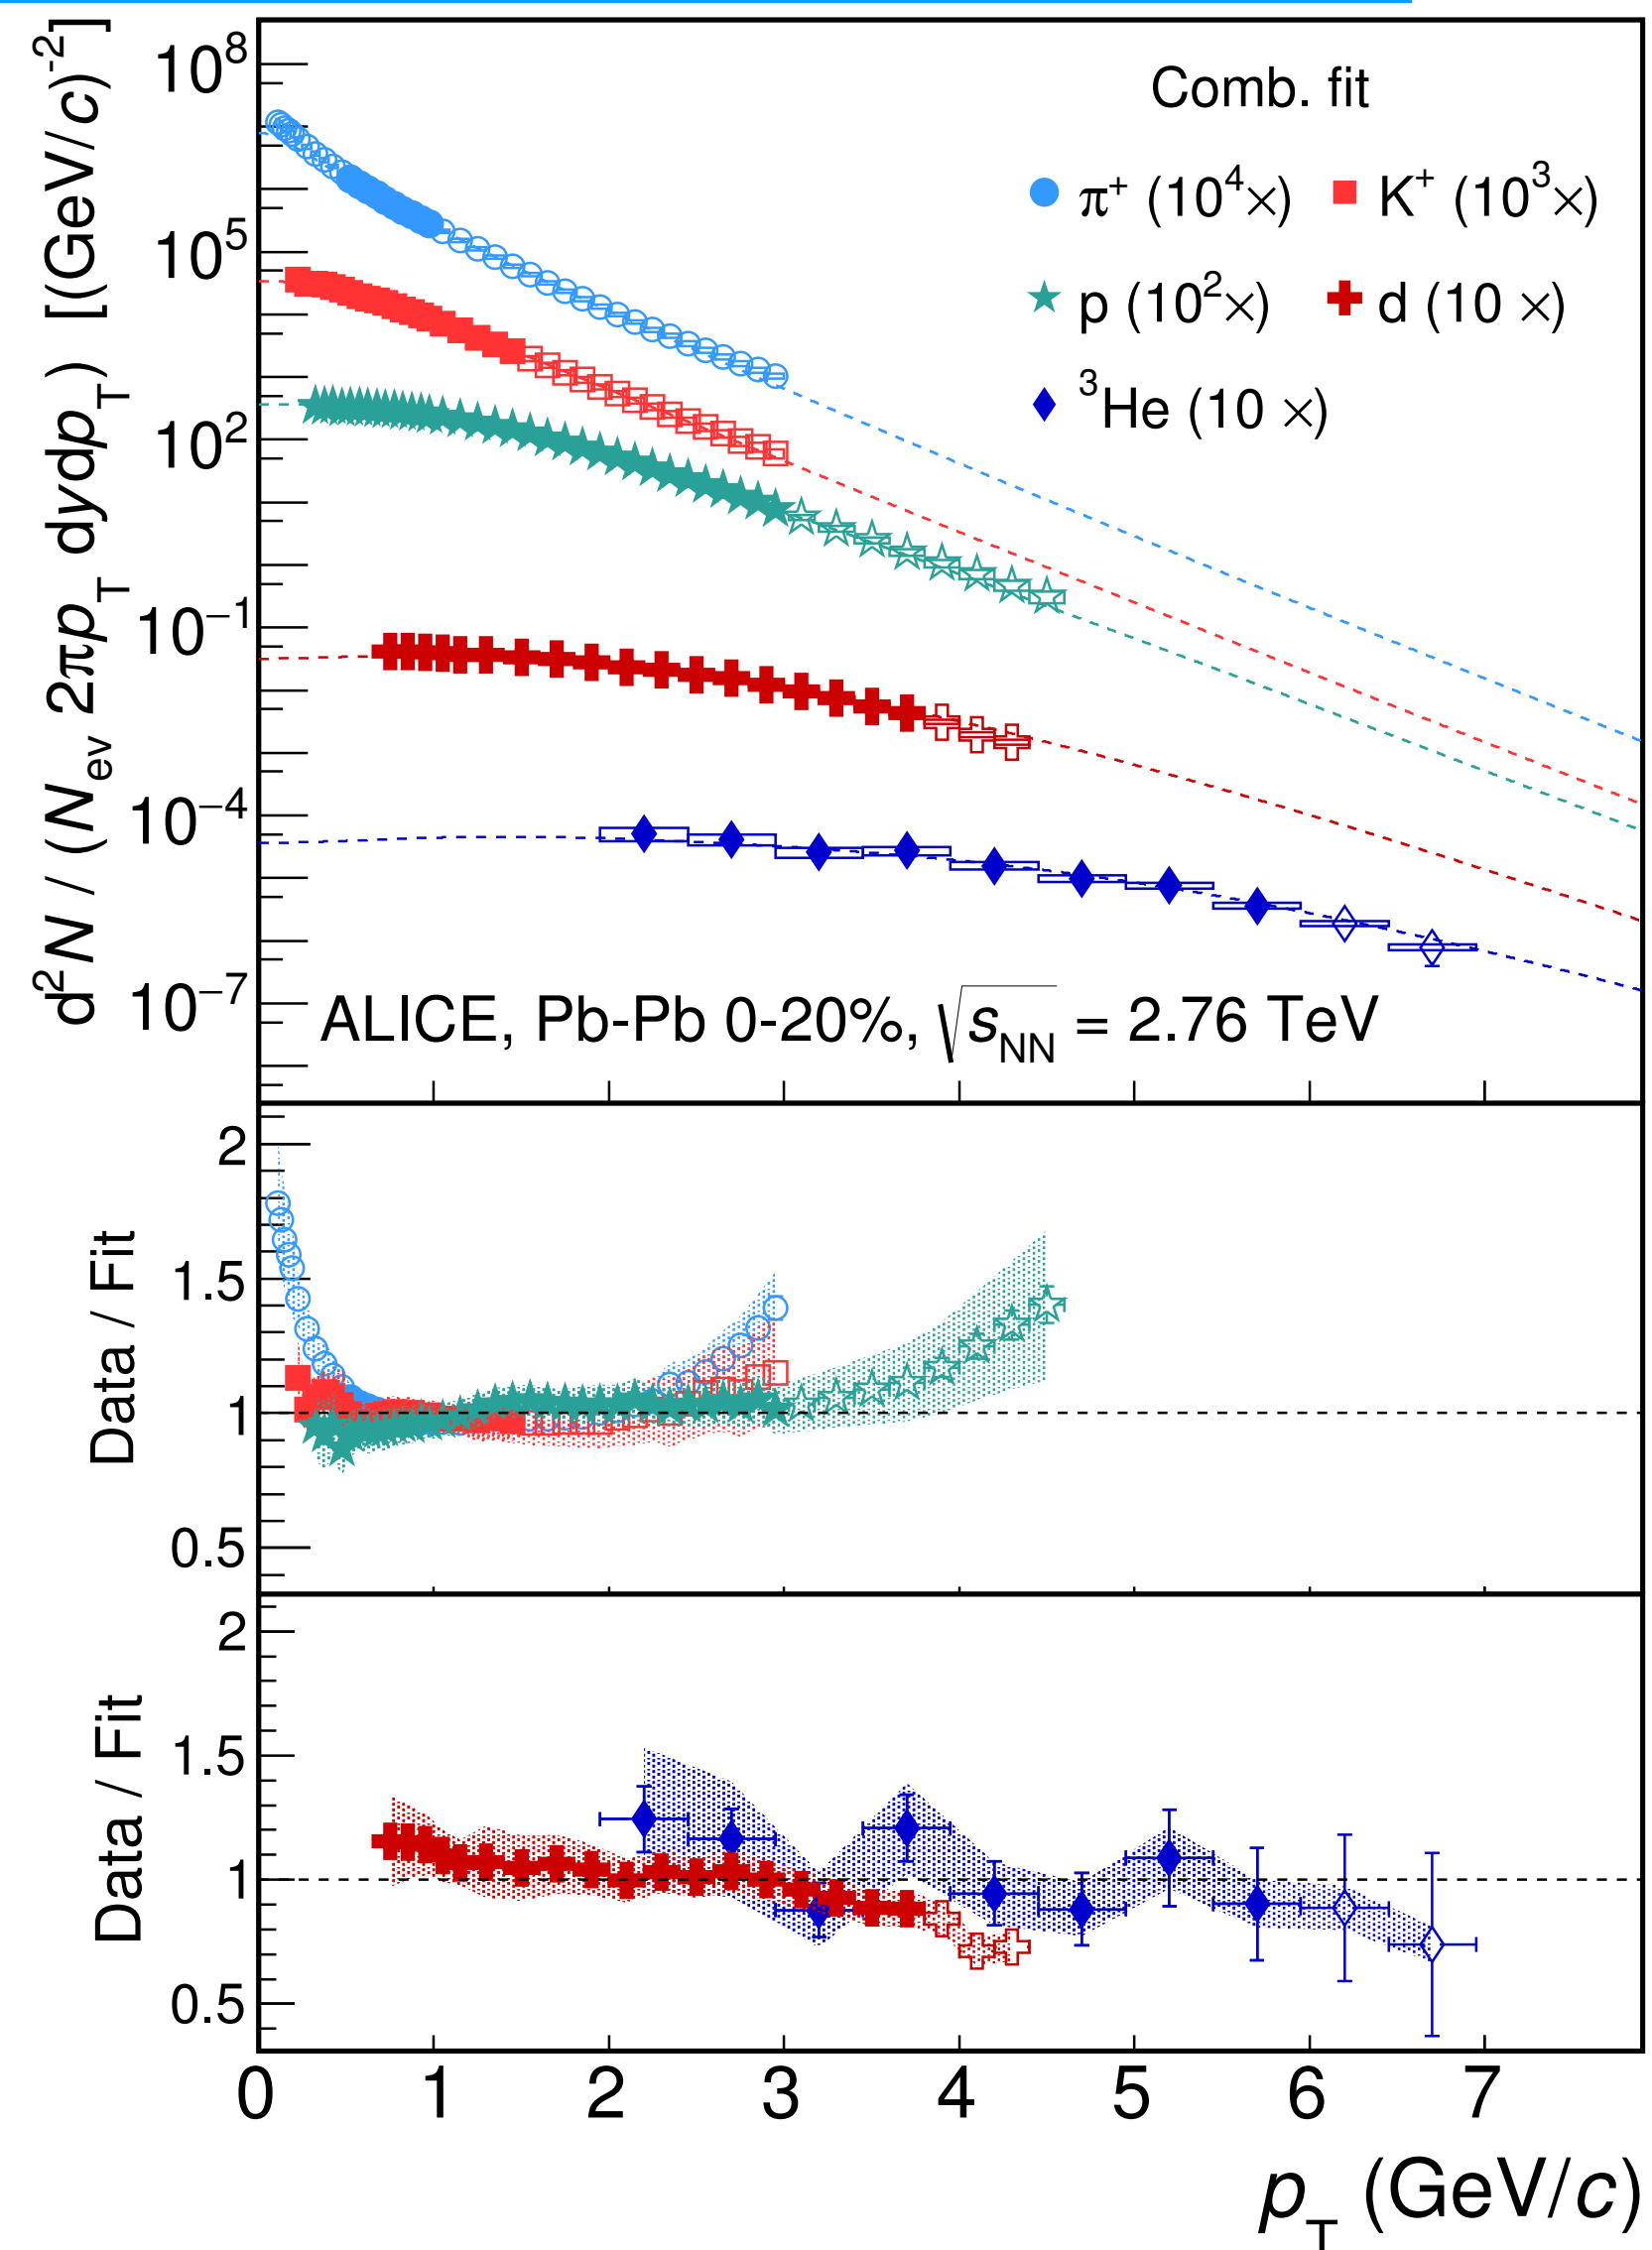 d²N / (N_ev 2πp_T dydp_T) [(GeV/c)⁻²]
10⁸
10⁵
10²
10⁻¹
10⁻⁴
10⁻⁷
Comb. fit
π⁺ (10⁴×) K⁺ (10³×)
p (10²×) d (10 ×)
³He (10 ×)
ALICE, Pb-Pb 0-20%, √s_NN = 2.76 TeV
Data / Fit
2
1.5
1
0.5
Data / Fit
2
1.5
1
0.5
0 1 2 3 4 5 6 7
p_T (GeV/c)